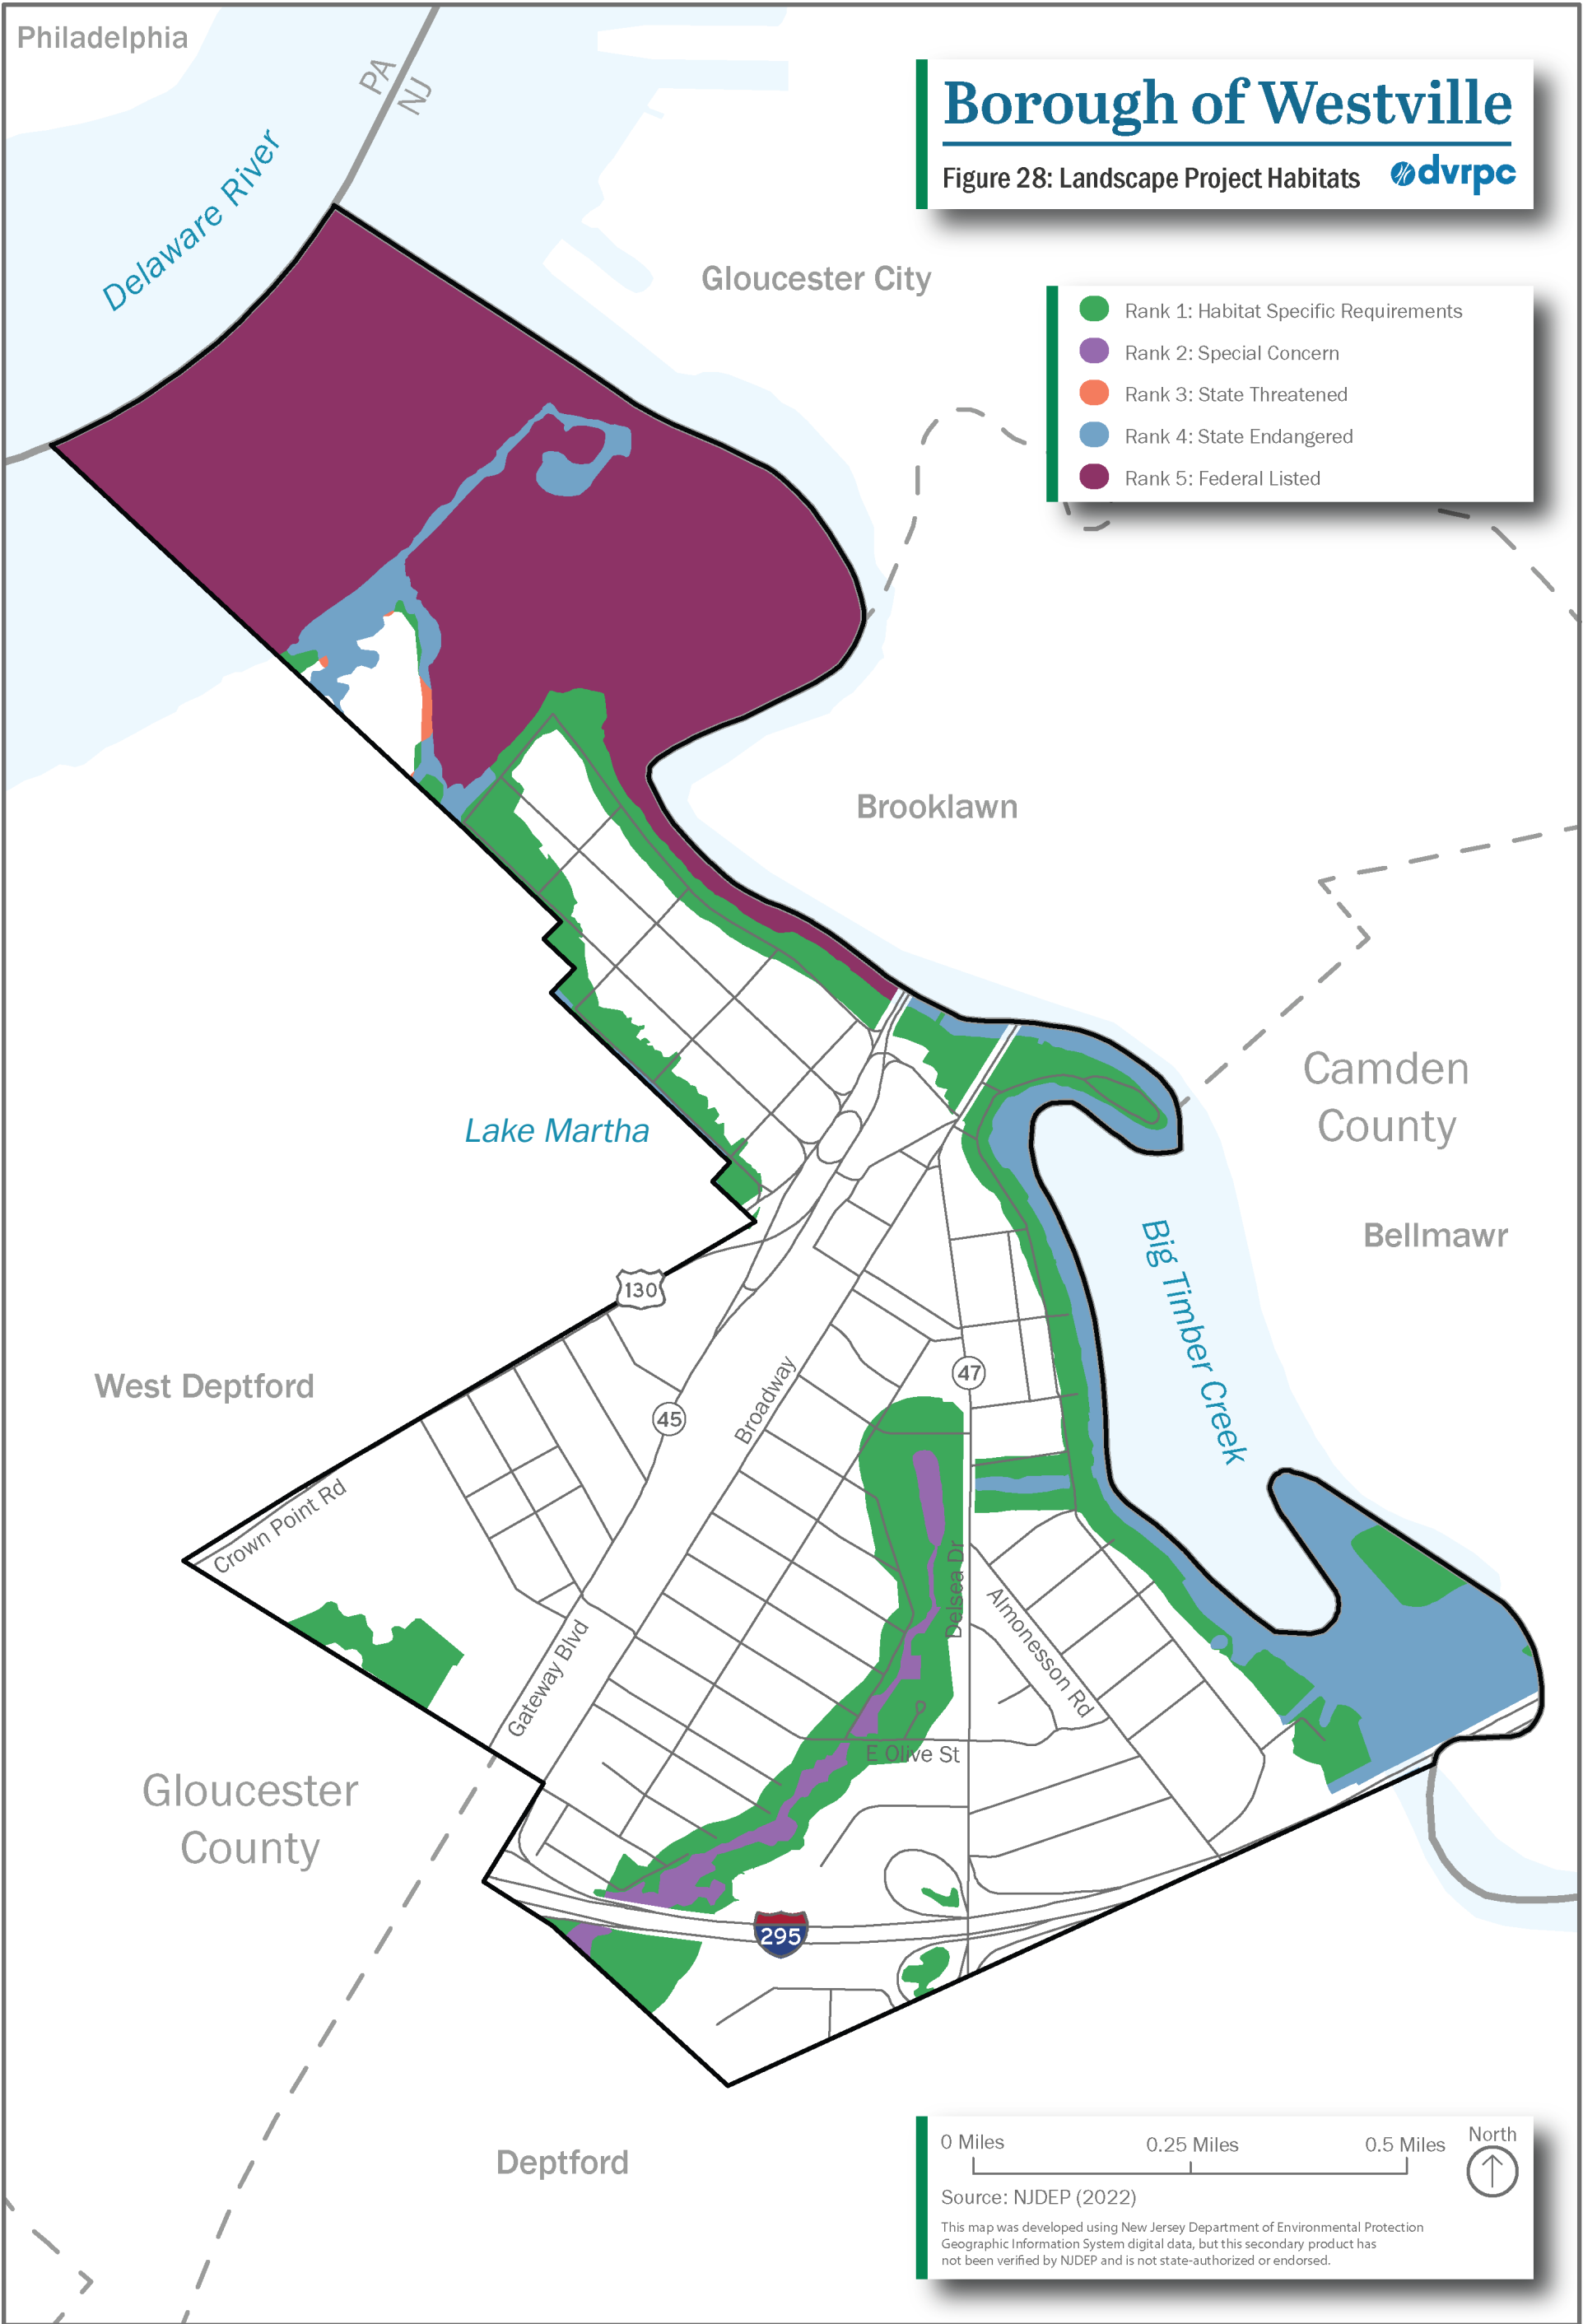 Philadelphia
PA
NJ
Delaware River
Borough of Westville
Figure 28: Landscape Project Habitats
dvrpc
Gloucester City
Rank 1: Habitat Specific Requirements
Rank 2: Special Concern
Rank 3: State Threatened
Rank 4: State Endangered
Rank 5: Federal Listed
Brooklawn
Camden
County
Lake Martha
Bellmawr
Big Timber Creek
130
West Deptford
47
45
Broadway
Crown Point Rd
Delsea Dr
Almonesson Rd
Gateway Blvd
E Olive St
Gloucester
County
295
Deptford
0 Miles
0.25 Miles
0.5 Miles
North
Source: NJDEP (2022)
This map was developed using New Jersey Department of Environmental Protection
Geographic Information System digital data, but this secondary product has
not been verified by NJDEP and is not state-authorized or endorsed.